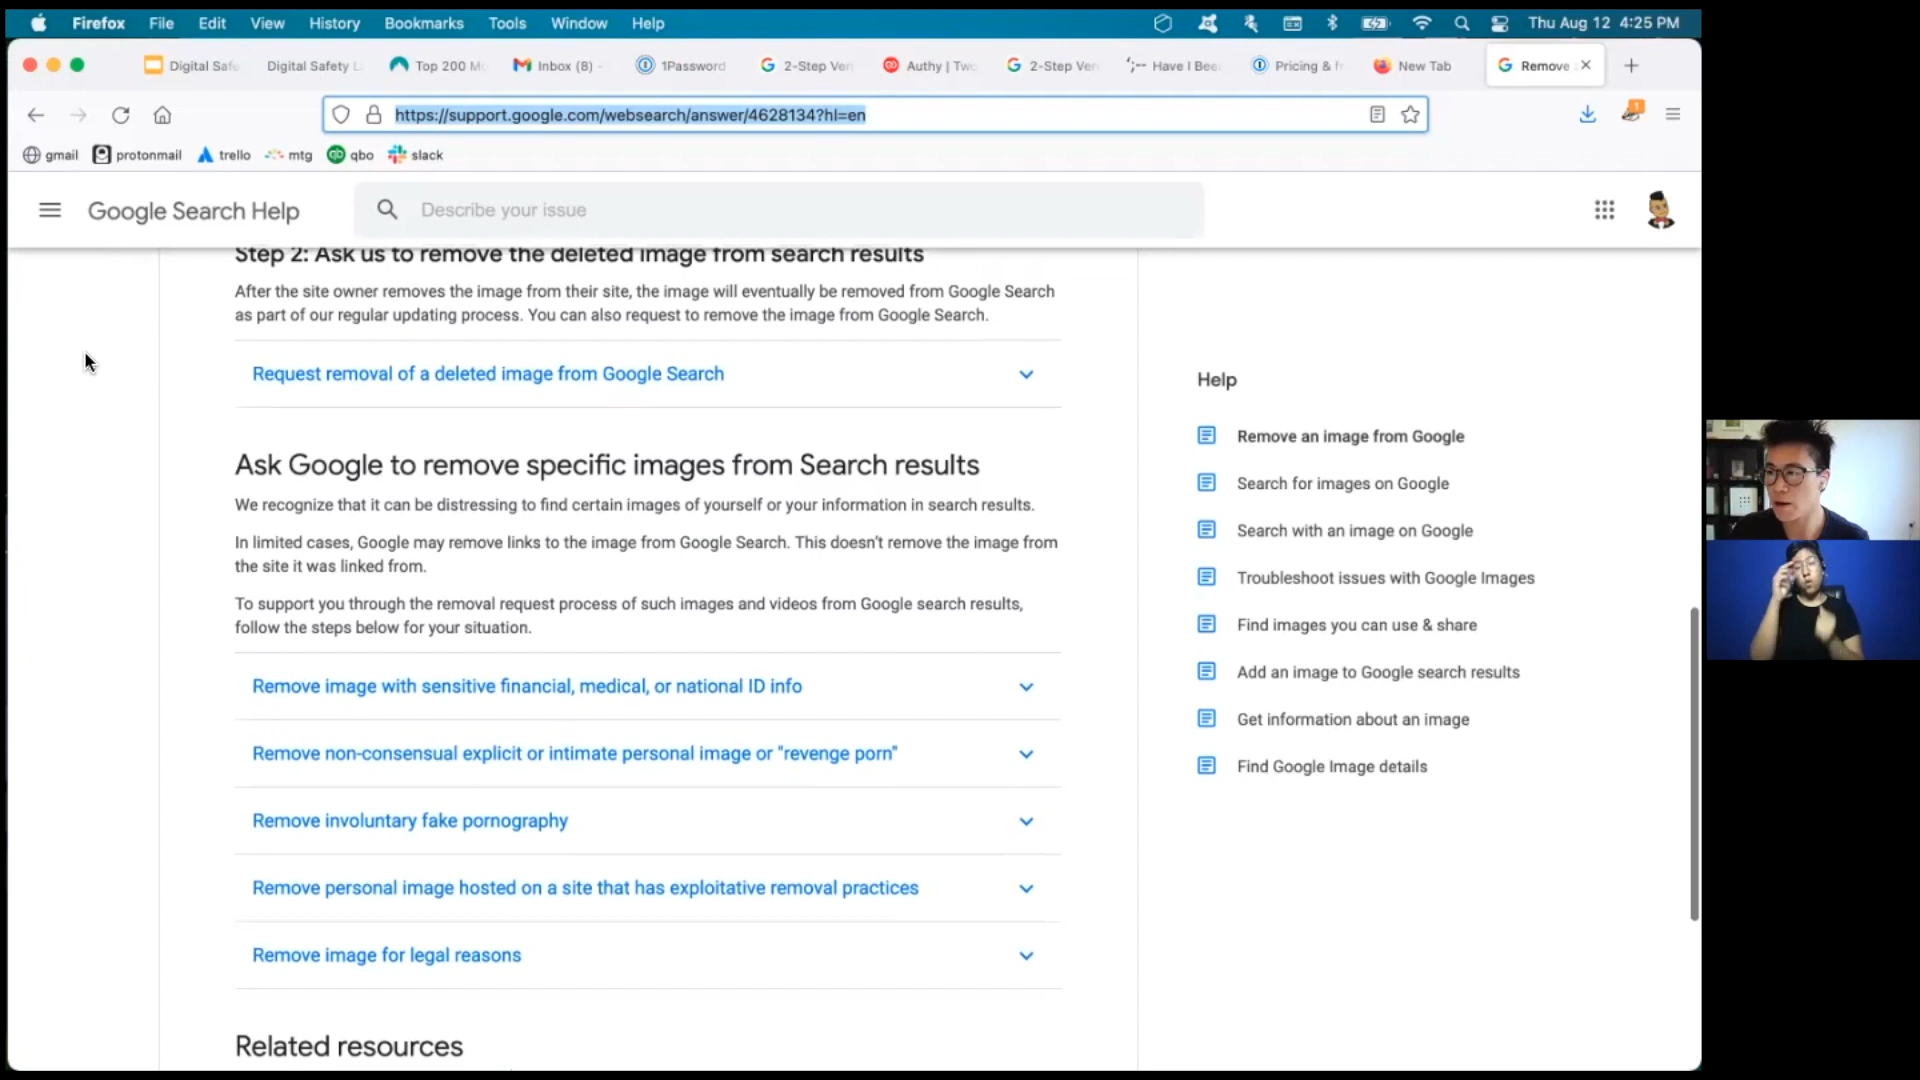 Firefox File Edit View History Bookmarks Tools Window Help Thu Aug 12 4:25 PM
Digital Safe Digital Safety L Top 200 Mo Inbox (8) - 1Password 2-Step Ver Authy | Two 2-Step Ver Have I Bee Pricing & f New Tab Remove
https://support.google.com/websearch/answer/4628134?hl=en
gmail protonmail trello mtg qbo slack
Google Search Help Describe your issue
Step 2: Ask us to remove the deleted image from search results
After the site owner removes the image from their site, the image will eventually be removed from Google Search
as part of our regular updating process. You can also request to remove the image from Google Search.
Request removal of a deleted image from Google Search
Ask Google to remove specific images from Search results
We recognize that it can be distressing to find certain images of yourself or your information in search results.
In limited cases, Google may remove links to the image from Google Search. This doesn't remove the image from
the site it was linked from.
To support you through the removal request process of such images and videos from Google search results,
follow the steps below for your situation.
Remove image with sensitive financial, medical, or national ID info
Remove non-consensual explicit or intimate personal image or "revenge porn"
Remove involuntary fake pornography
Remove personal image hosted on a site that has exploitative removal practices
Remove image for legal reasons
Related resources
Help
Remove an image from Google
Search for images on Google
Search with an image on Google
Troubleshoot issues with Google Images
Find images you can use & share
Add an image to Google search results
Get information about an image
Find Google Image details